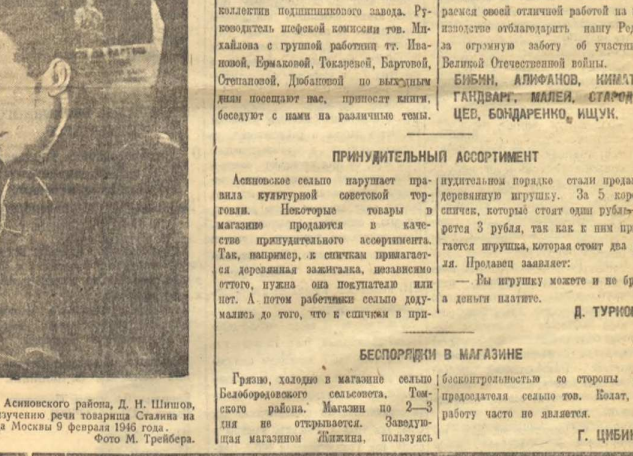 коллектив подшипникового завода. Ру-
ководитель шефской комиссии тов. Ми-
хайлова с группой работниц тт. Ива-
новой, Ермаковой, Токаревой, Бартовой,
Степановой, Дюбановой по выходным
дням посещают нас, приносят книги,
беседуют с нами на различные темы.
раемся своей отличной работой на
изводстве отблагодарить нашу Род
за огромную заботу об участни
Великой Отечественной войны.
БИБИН, АЛИФАНОВ, КИМАТ
ГАНДВАРГ, МАЛЕЙ, СТАРОД
ЦЕВ, БОНДАРЕНКО, ИЩУК.
ПРИНУДИТЕЛЬНЫЙ АССОРТИМЕНТ
Асиновское сельпо нарушает пра-
вила культурной советской тор-
говли. Некоторые товары в
магазине продаются в каче-
стве принудительного ассортимента.
Так, например, к спичкам прилагает-
ся деревянная зажигалка, независимо
оттого, нужна она покупателю или
нет. А потом работники сельпо доду-
мались до того, что к спичкам в при-
нудительном порядке стали прода
деревянную игрушку. За 5 кор
спичек, которые стоят один рубль
рется 3 рубля, так как к ним пр
гается игрушка, которая стоит два
ля. Продавец заявляет:
— Вы игрушку можете и не бр
а деньги платите.
Д. ТУРКО
БЕСПОРЯДКИ В МАГАЗИНЕ
Грязно, холодно в магазине сельпо
Белобородовского сельсовета, Том-
ского района. Магазин по 2—3
дня не открывается. Заведую-
щая магазином Жижина, пользуясь
бесконтрольностью со стороны
председателя сельпо тов. Колат,
работу часто не является.
Г. ЦИБИН
Асиновского района, Д. Н. Шишов,
зучению речи товарища Сталина на
а Москвы 9 февраля 1946 года.
Фото М. Трейбера.